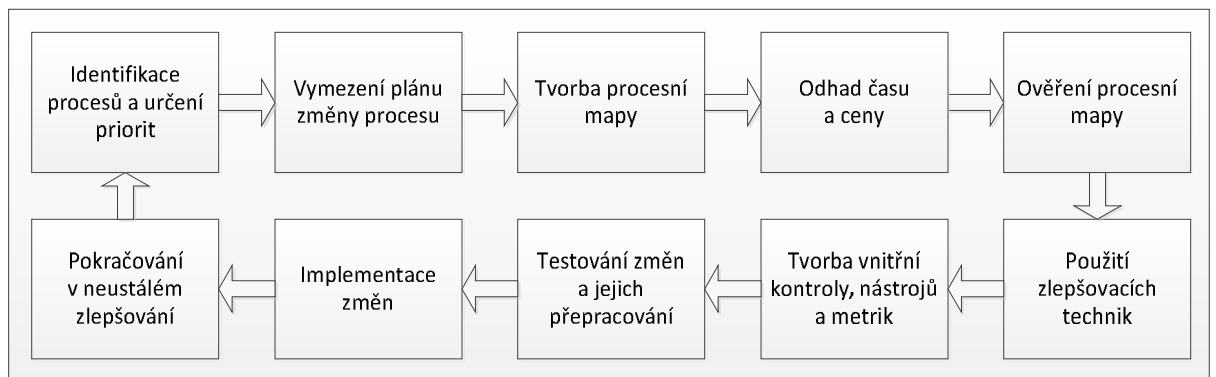 Identifikace
procesů a určení
priorit
Vymezení plánu
změny procesu
Tvorba procesní
mapy
Odhad času
a ceny
Ověření procesní
mapy
Použití
zlepšovacích
technik
Tvorba vnitřní
kontroly, nástrojů
a metrik
Testování změn
a jejich
přepracování
Implementace
změn
Pokračování
v neustálém
zlepšování